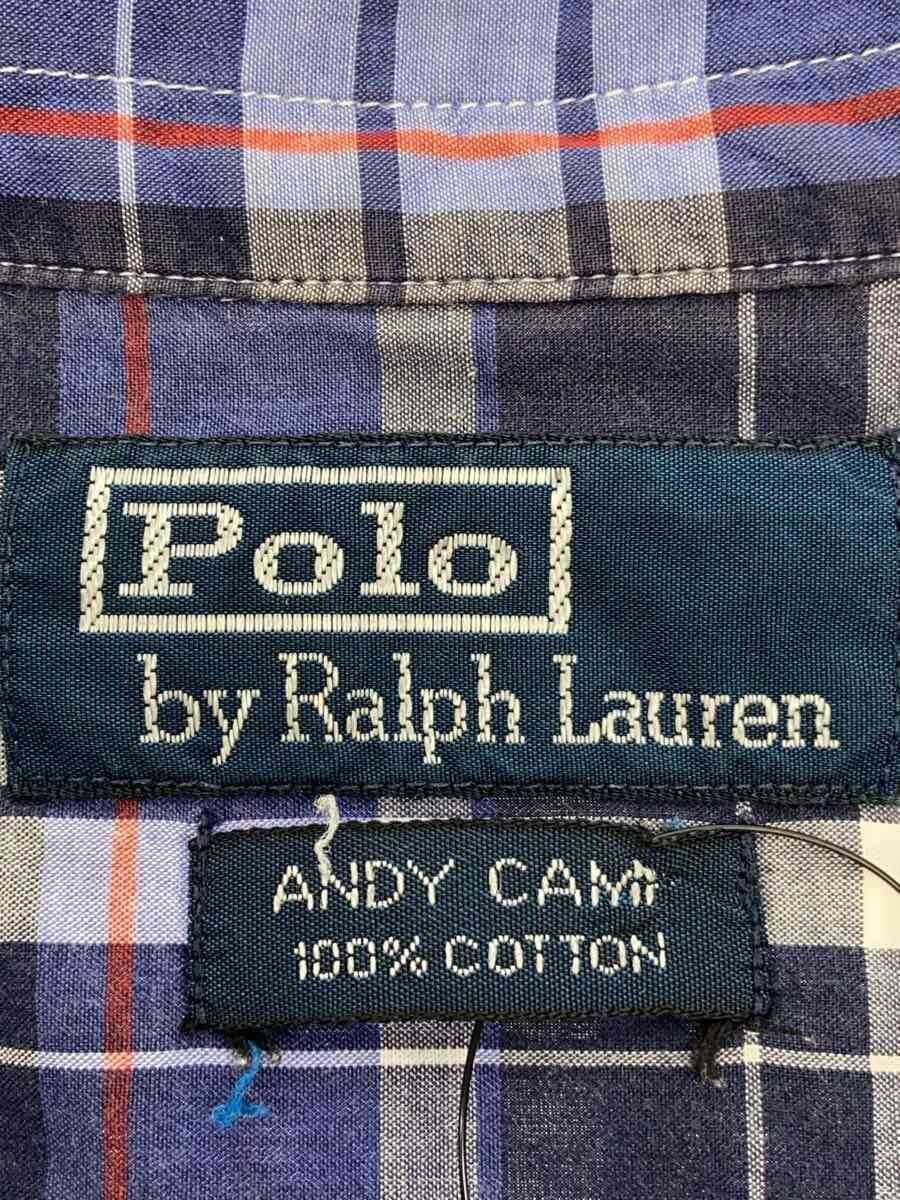 Polo
by Ralph Lauren
ANDY CAMP
100% COTTON